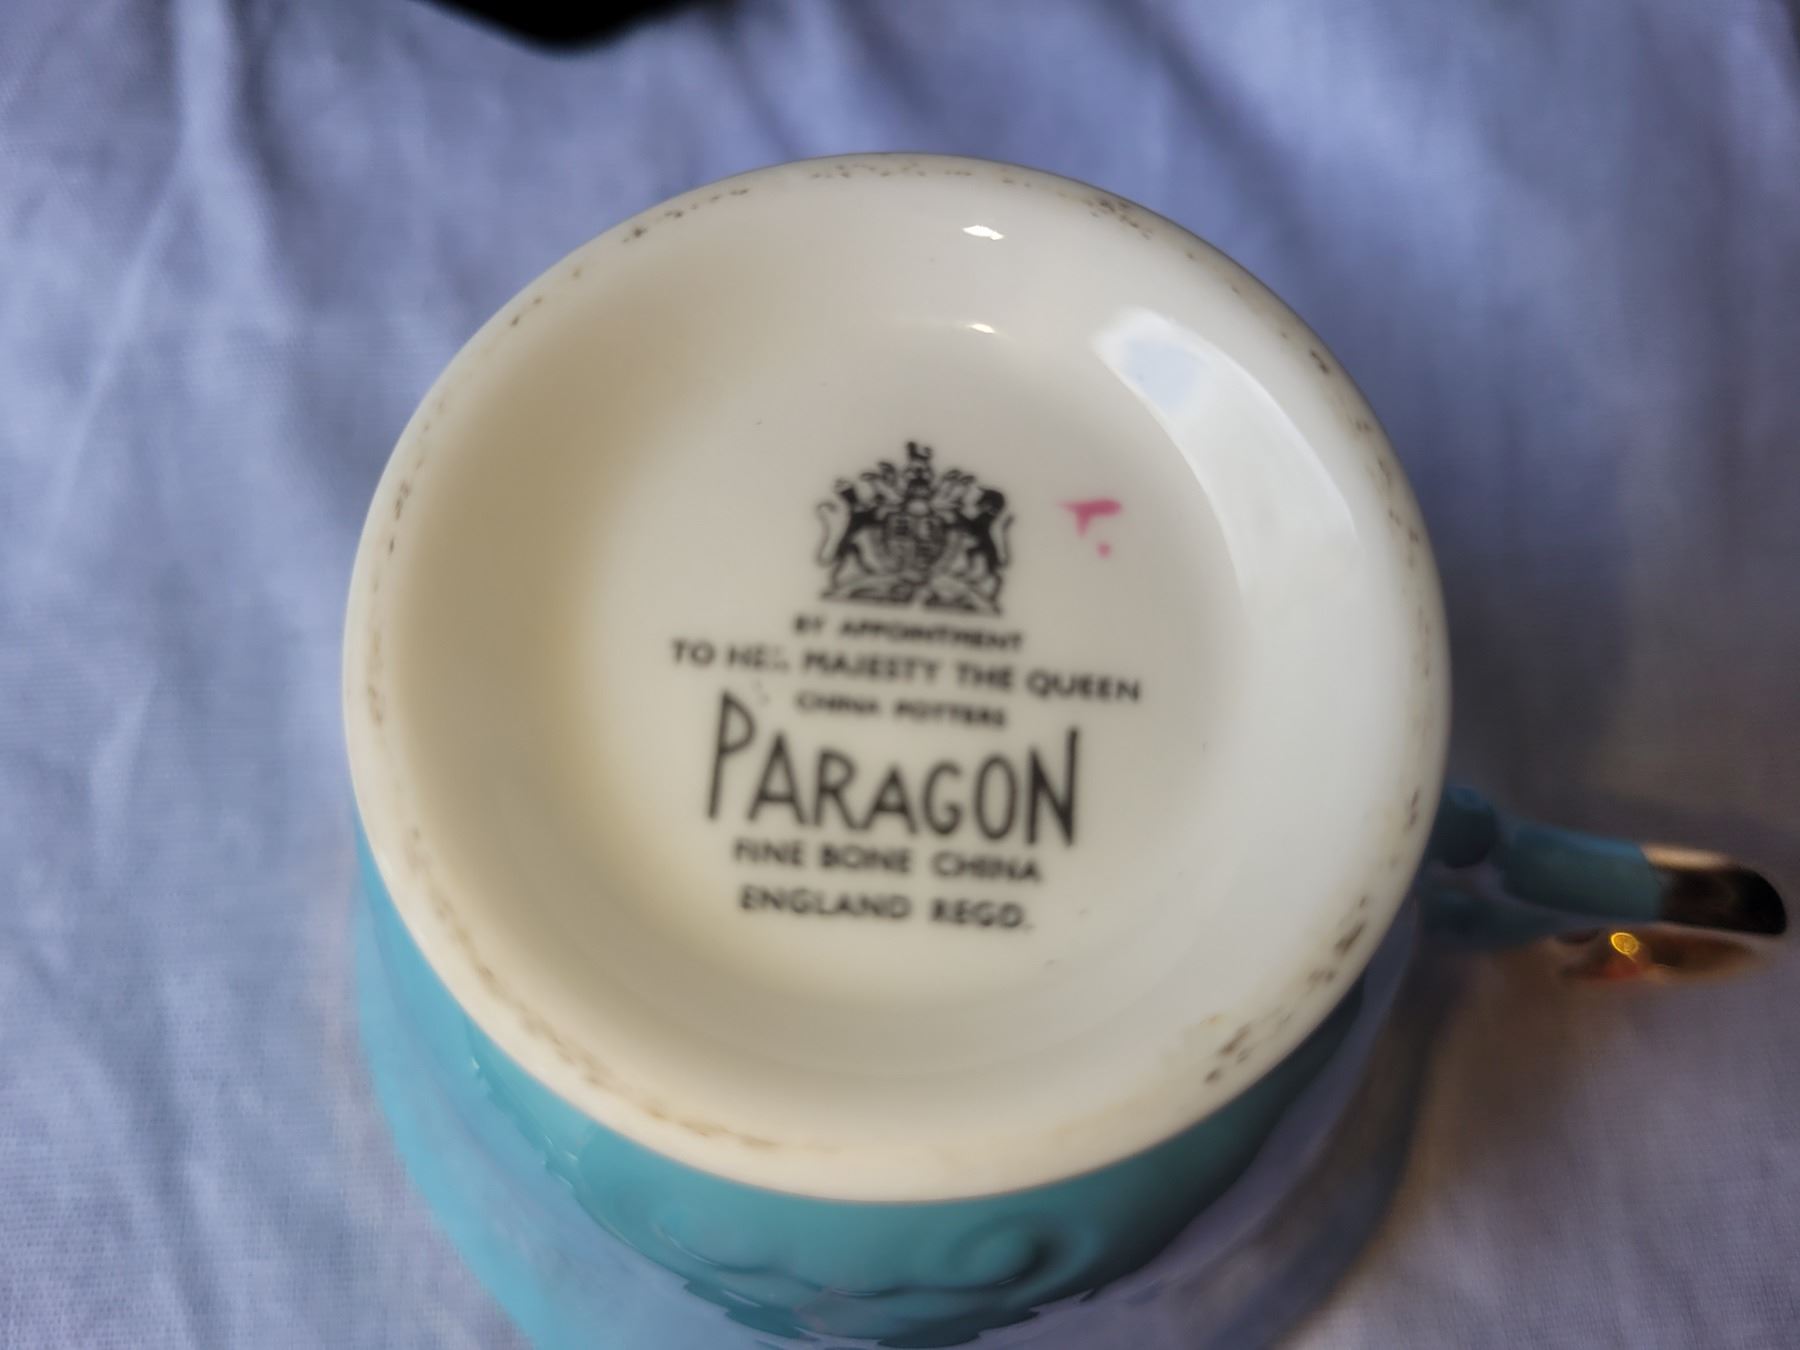 BY APPOINTMENT
TO HER MAJESTY THE QUEEN
CHINA POTTERS
PARAGON
FINE BONE CHINA
ENGLAND REGD.